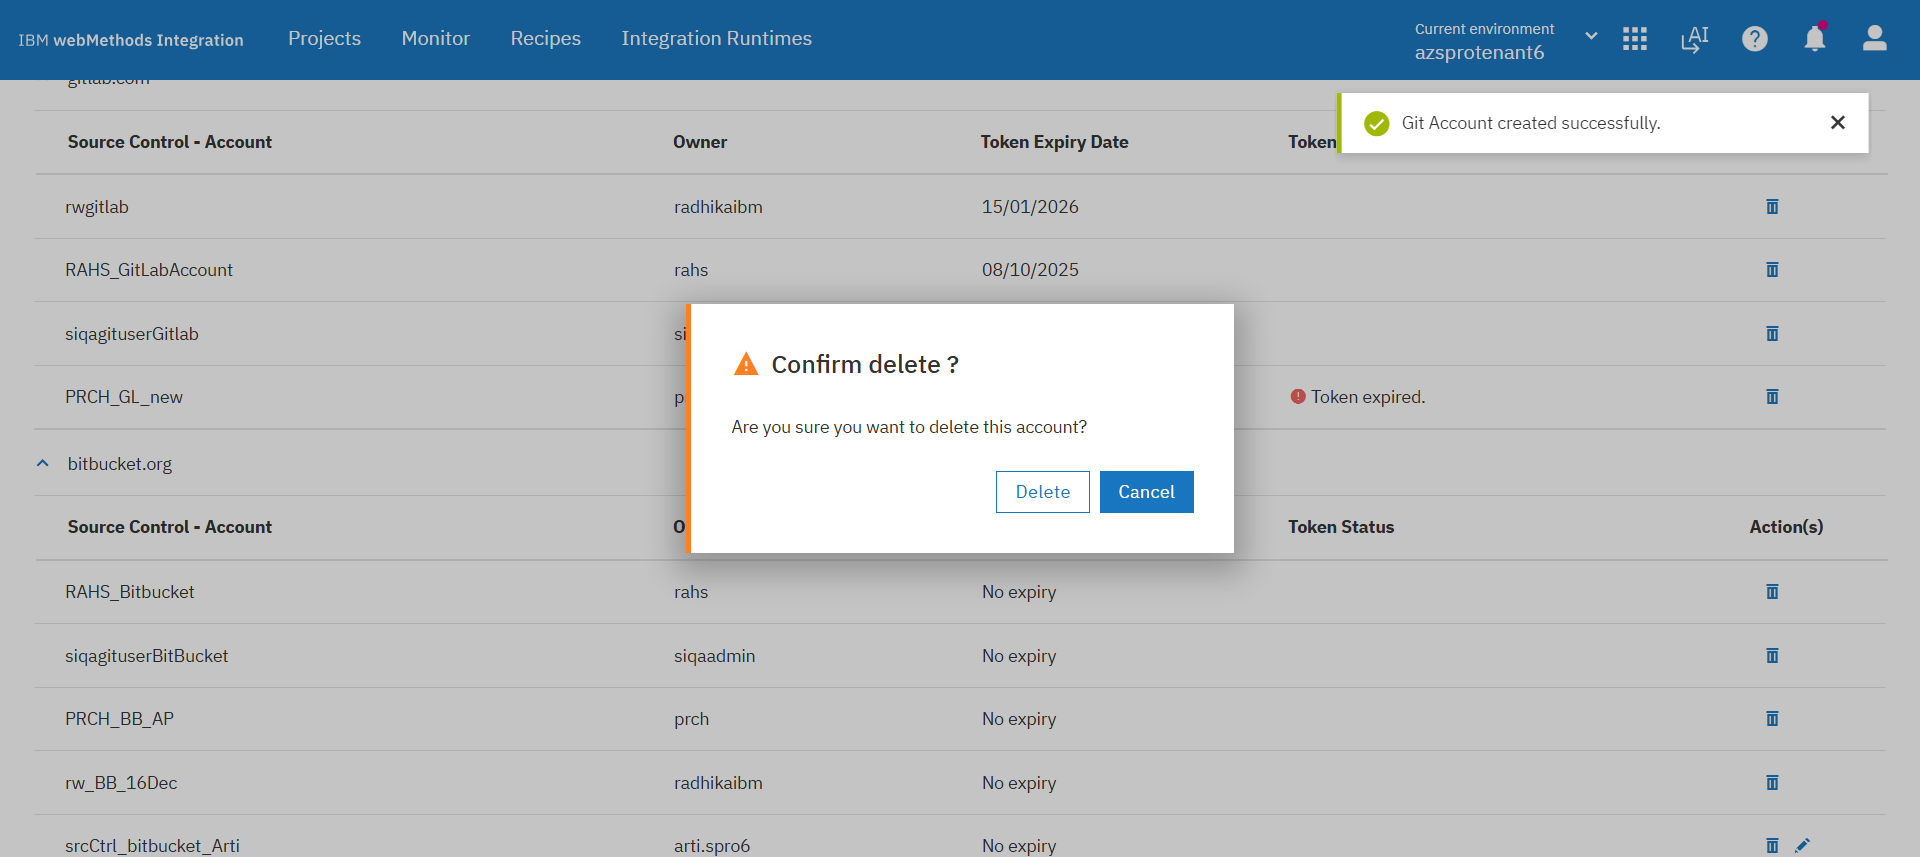 IBM webMethods Integration
Projects
Monitor
Recipes
Integration Runtimes
Current environment
azsprotenant6
AI
gitlab.com
Git Account created successfully.
Source Control - Account Owner Token Expiry Date Token
rwgitlab radhikaibm 15/01/2026
RAHS_GitLabAccount rahs 08/10/2025
siqagituserGitlab
PRCH_GL_new Token expired.
Confirm delete ?
Are you sure you want to delete this account?
Delete Cancel
bitbucket.org
Source Control - Account Token Status Action(s)
RAHS_Bitbucket rahs No expiry
siqagituserBitBucket siqaadmin No expiry
PRCH_BB_AP prch No expiry
rw_BB_16Dec radhikaibm No expiry
srcCtrl_bitbucket_Arti arti.spro6 No expiry